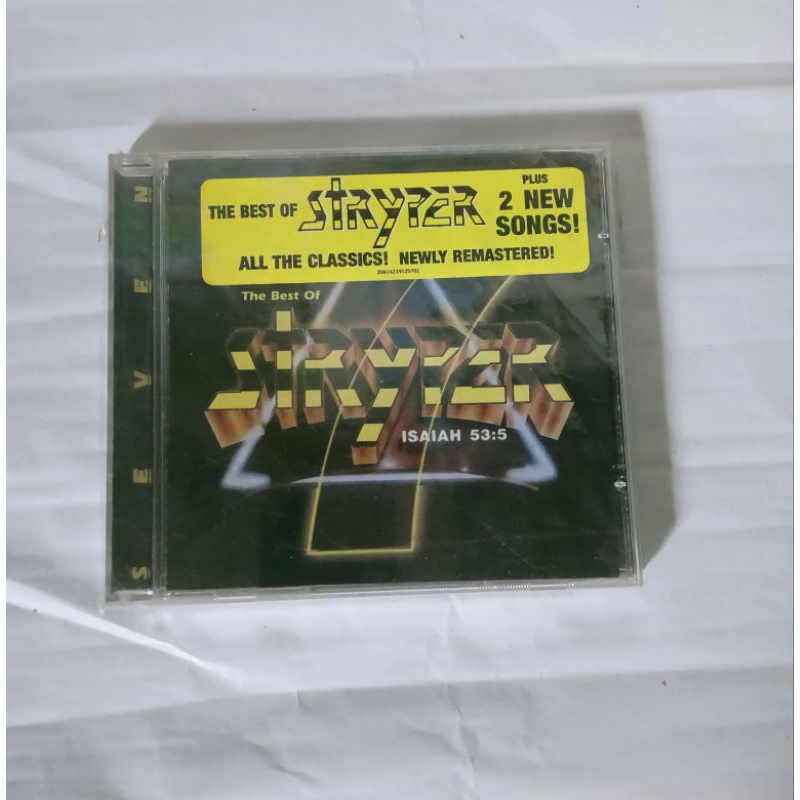 SEVEN
THE BEST OF STRYPER
PLUS
2 NEW
SONGS!
ALL THE CLASSICS! NEWLY REMASTERED!
The Best Of
STRYPER
ISAIAH 53:5
7